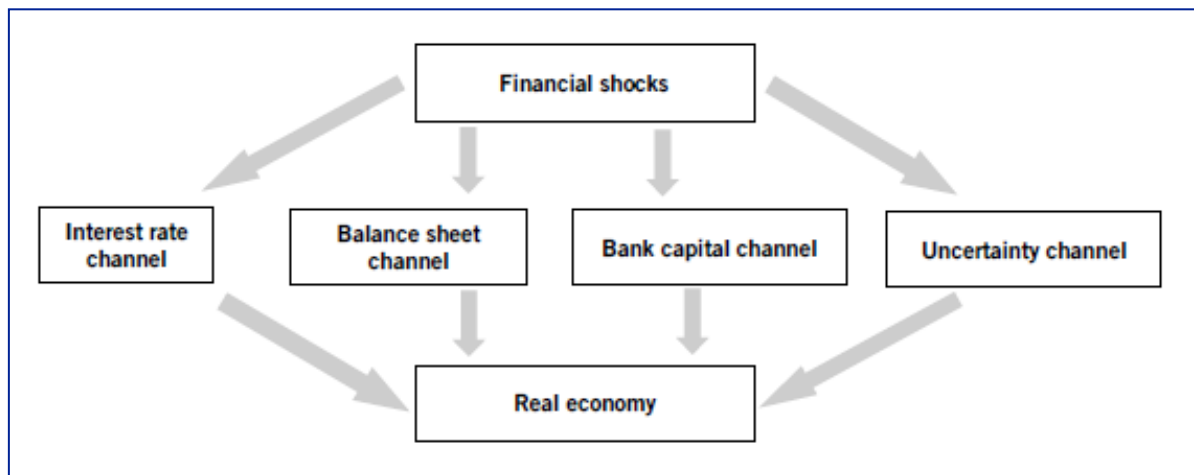 Financial shocks
Interest rate
channel
Balance sheet
channel
Bank capital channel
Uncertainty channel
Real economy